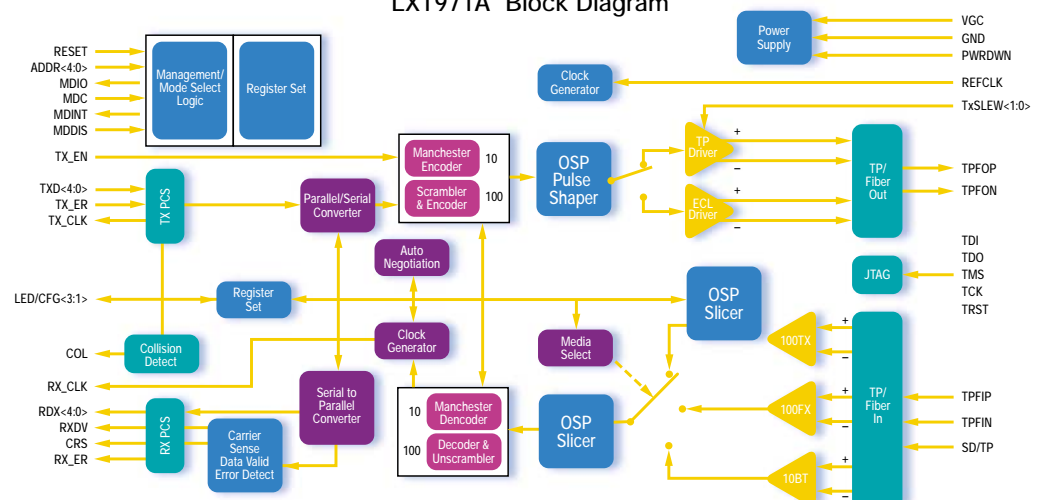 LXT971A Block Diagram
RESET
ADDR<4:0>
MDIO
MDC
MDINT
MDDIS
Management/
Mode Select
Logic
Register Set
Power
Supply
VGC
GND
PWRDWN
Clock
Generator
REFCLK
TxSLEW<1:0>
TX_EN
Manchester
Encoder
10
Scrambler
& Encoder
100
OSP
Pulse
Shaper
TP
Driver
+
−
ECL
Driver
+
−
TP/
Fiber
Out
TPFOP
TPFON
TXD<4:0>
TX_ER
TX_CLK
TX PCS
Parallel/Serial
Converter
Auto
Negotiation
JTAG
TDI
TDO
TMS
TCK
TRST
LED/CFG<3:1>
Register
Set
OSP
Slicer
COL
Collision
Detect
Clock
Generator
Media
Select
100TX
+
−
RX_CLK
RDX<4:0>
RXDV
CRS
RX_ER
RX PCS
Carrier
Sense
Data Valid
Error Detect
Serial to
Parallel
Converter
10
Manchester
Dencoder
100
Decoder &
Unscrambler
OSP
Slicer
100FX
+
−
10BT
+
−
TP/
Fiber
In
TPFIP
TPFIN
SD/TP